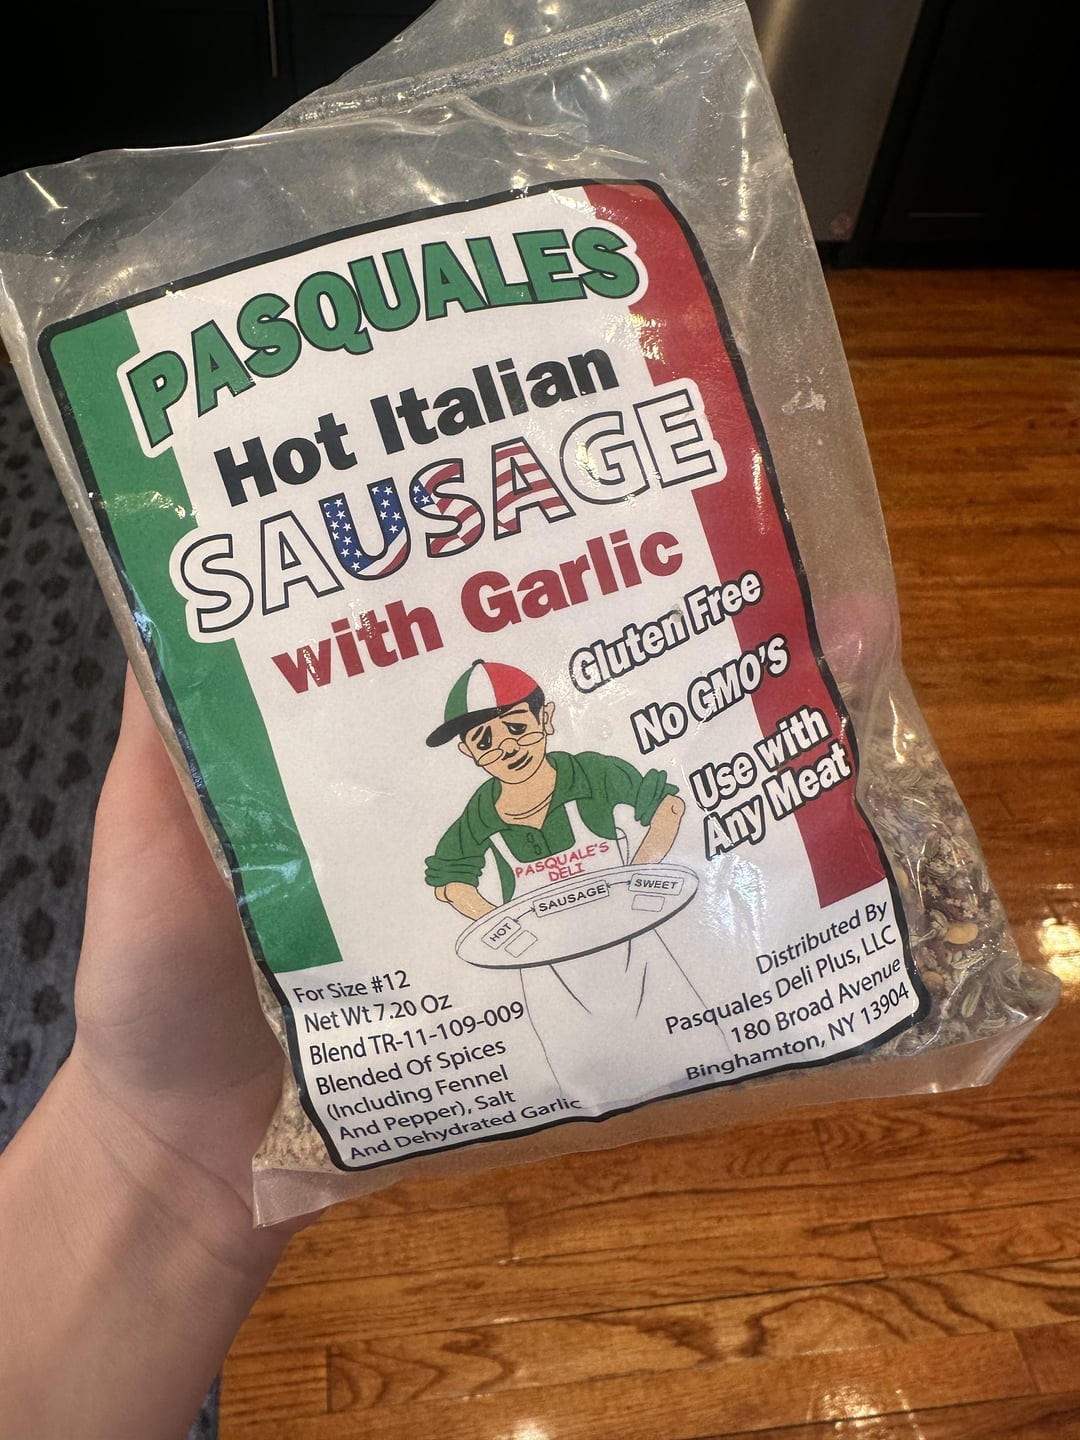 PASQUALES
Hot Italian
SAUSAGE
with Garlic
Gluten Free
No GMO's
Use with
Any Meat
PASQUALE'S
DELI
HOT
SAUSAGE
SWEET
For Size #12
Net Wt 7.20 Oz
Blend TR-11-109-009
Blended Of Spices
(Including Fennel
And Pepper), Salt
And Dehydrated Garlic
Distributed By
Pasquales Deli Plus, LLC
180 Broad Avenue
Binghamton, NY 13904